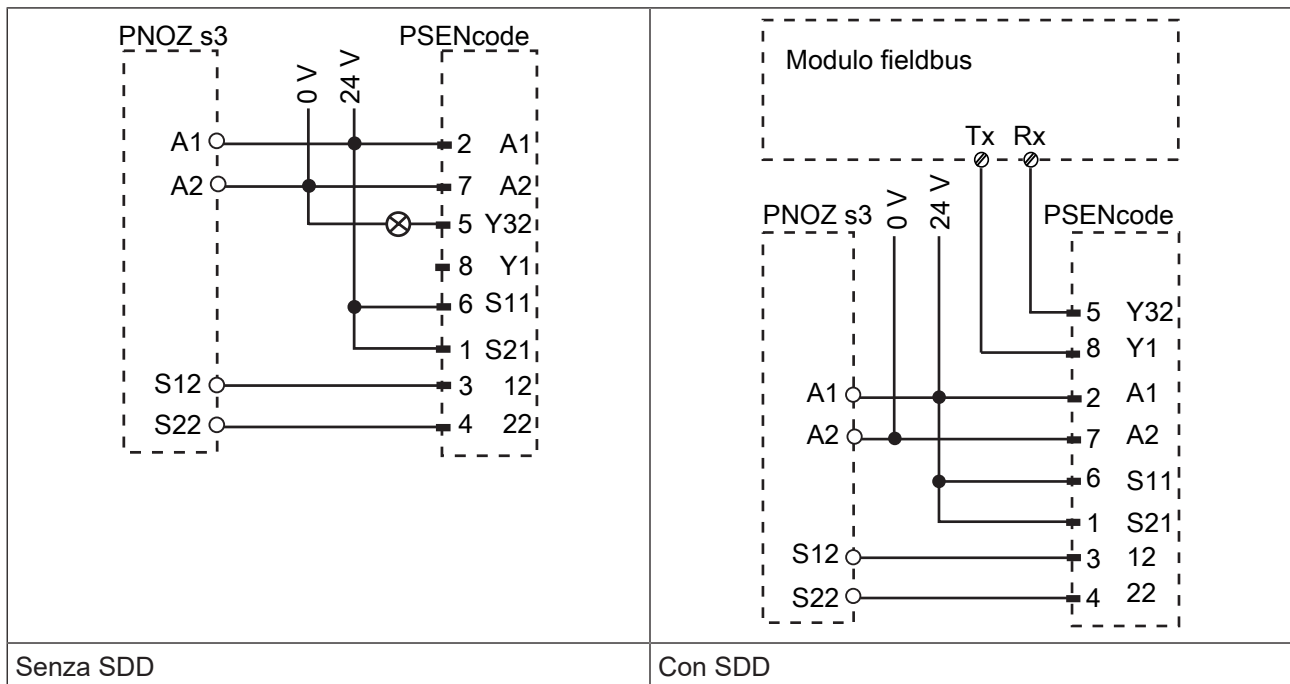 PNOZ s3
PSENcode
0 V
24 V
A1
2 A1
A2
7 A2
5 Y32
8 Y1
6 S11
1 S21
S12
3 12
S22
4 22
Senza SDD
Modulo fieldbus
Tx Rx
PNOZ s3
0 V
24 V
PSENcode
5 Y32
8 Y1
A1
2 A1
A2
7 A2
6 S11
1 S21
S12
3 12
S22
4 22
Con SDD